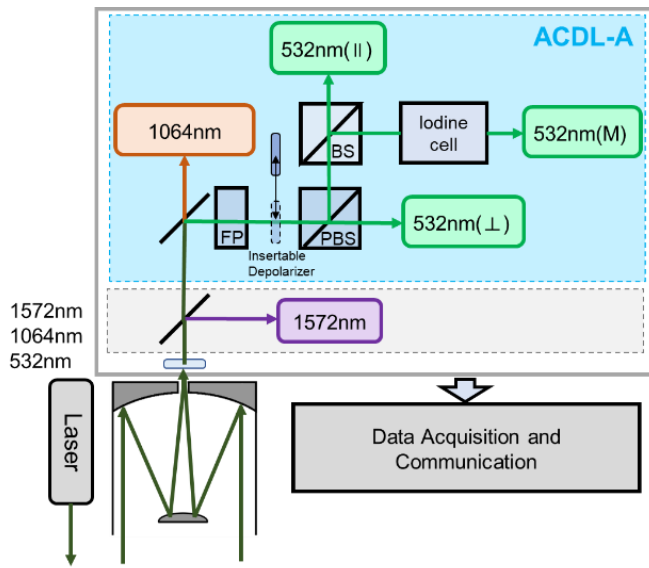 ACDL-A
532nm(॥)
1064nm
BS
Iodine
cell
532nm(M)
FP
Insertable
Depolarizer
PBS
532nm(⊥)
1572nm
1064nm
532nm
1572nm
Laser
Data Acquisition and
Communication